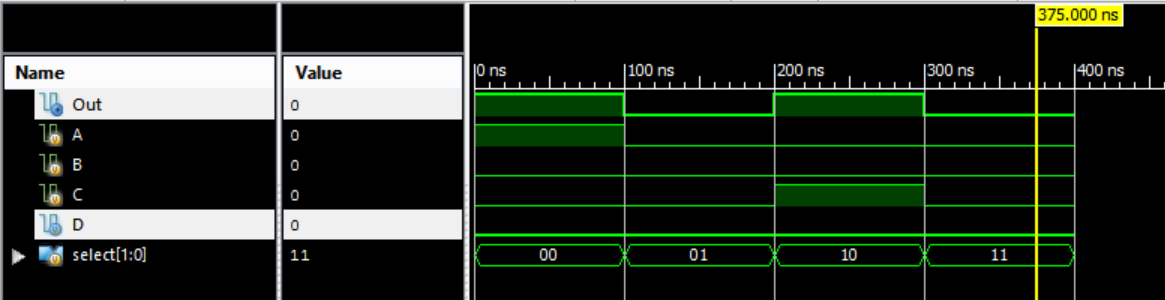 375.000 ns
Name Value 0 ns 100 ns 200 ns 300 ns 400 ns
Out 0
A 0
B 0
C 0
D 0
select[1:0] 11 00 01 10 11